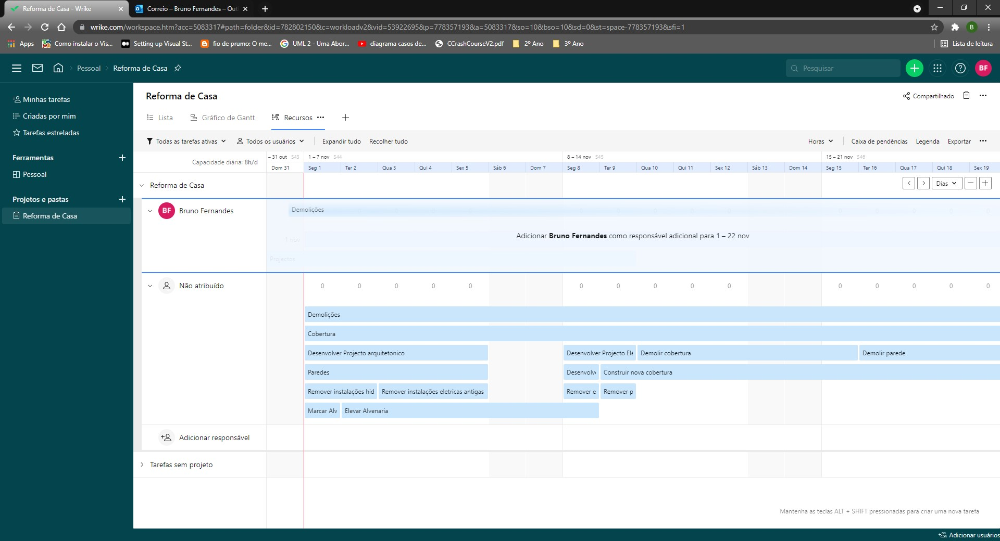 Reforma de Casa - Wrike
Correio – Bruno Fernandes – Out
wrike.com/workspace.htm?acc=5083317#path=folder&id=782802150&c=workloadv2&vid=53922695&p=778357193&a=5083317&so=10&bso=10&sd=0&st=space-778357193&sfi=1
B
Apps
Como instalar o Vis...
Setting up Visual St...
fio de prumo: O me...
UML 2 - Uma Abor...
diagrama casos de...
CCrashCourseV2.pdf
2º Ano
3º Ano
Lista de leitura
Pessoal
Reforma de Casa
Pesquisar
BF
Minhas tarefas
Criadas por mim
Tarefas estreladas
Ferramentas
Pessoal
Projetos e pastas
Reforma de Casa
Reforma de Casa
Compartilhado
Lista
Gráfico de Gantt
Recursos
Todas as tarefas ativas
Todos os usuários
Expandir tudo
Recolher tudo
Horas
Caixa de pendências
Legenda
Exportar
Capacidade diária: 8h/d
– 31 out S43
1 – 7 nov S44
8 – 14 nov S45
15 – 21 nov S46
Dom 31
Seg 1
Ter 2
Qua 3
Qui 4
Sex 5
Sáb 6
Dom 7
Seg 8
Ter 9
Qua 10
Qui 11
Sex 12
Sáb 13
Dom 14
Seg 15
Ter 16
Qua 17
Qui 18
Sex 19
Reforma de Casa
Dias
BF
Bruno Fernandes
Demolições
Adicionar Bruno Fernandes como responsável adicional para 1 – 22 nov
1 nov
Projectos
Não atribuído
0 0 0 0 0 0 0 0 0 0 0 0 0 0 0
Demolições
Cobertura
Desenvolver Projecto arquitetonico
Desenvolver Projecto Ele
Demolir cobertura
Demolir parede
Paredes
Desenvolv
Construir nova cobertura
Remover instalações hid
Remover instalações eletricas antigas
Remover e
Remover p
Marcar Alv
Elevar Alvenaria
Adicionar responsável
Tarefas sem projeto
Mantenha as teclas ALT + SHIFT pressionadas para criar uma nova tarefa
Adicionar usuários